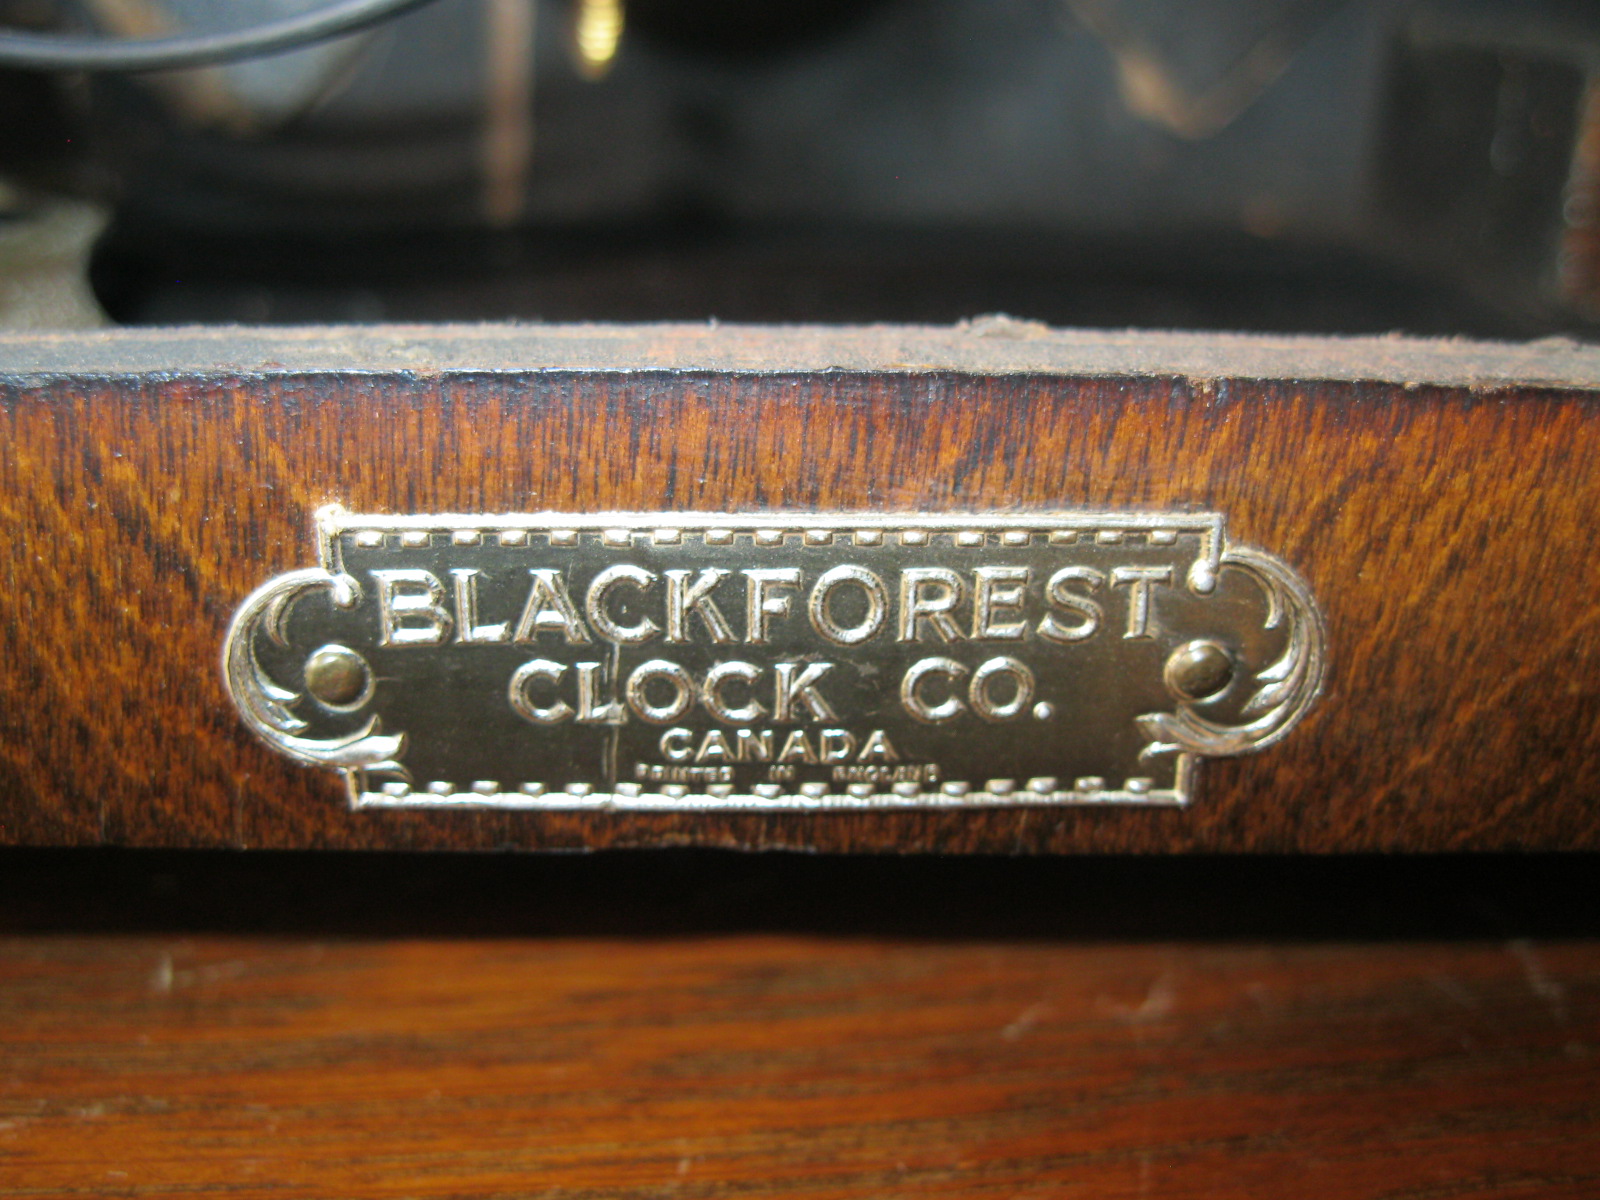 BLACKFOREST
CLOCK CO.
CANADA
PRINTED IN ENGLAND